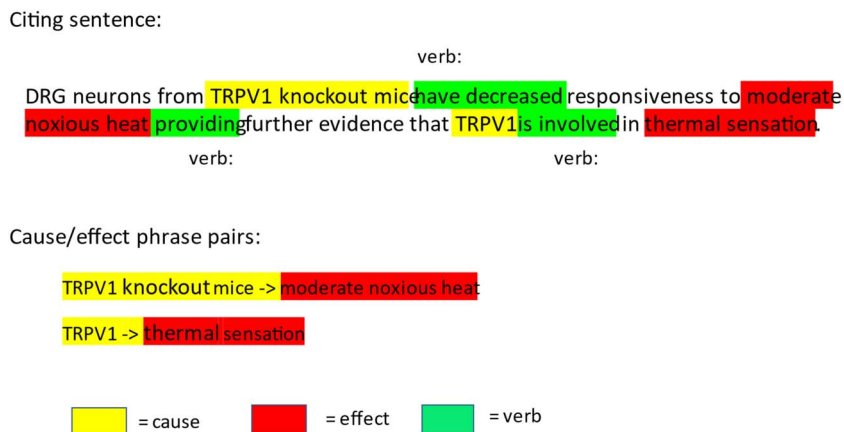 Citing sentence:
verb:
DRG neurons from TRPV1 knockout mice have decreased responsiveness to moderate
noxious heat providing further evidence that TRPV1 is involved in thermal sensation.
verb: verb:
Cause/effect phrase pairs:
TRPV1 knockout mice -> moderate noxious heat
TRPV1 -> thermal sensation
= cause = effect = verb